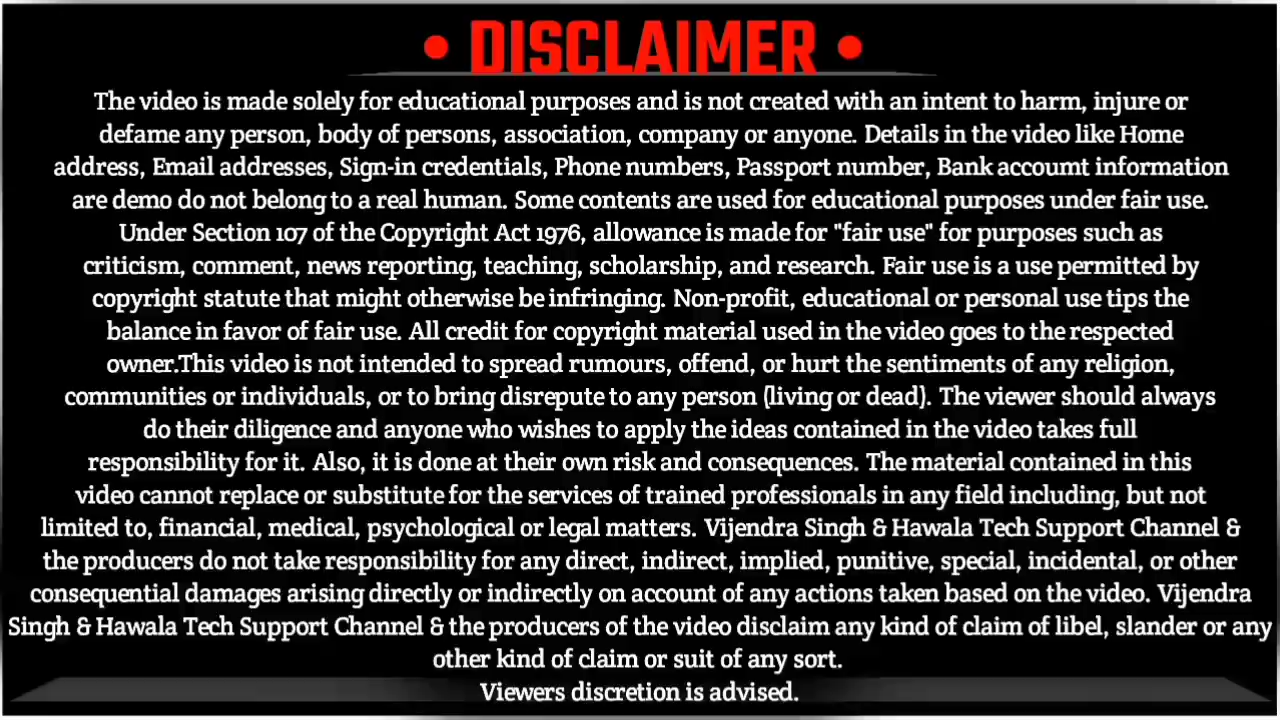 • DISCLAIMER •
The video is made solely for educational purposes and is not created with an intent to harm, injure or
defame any person, body of persons, association, company or anyone. Details in the video like Home
address, Email addresses, Sign-in credentials, Phone numbers, Passport number, Bank accoumt information
are demo do not belong to a real human. Some contents are used for educational purposes under fair use.
Under Section 107 of the Copyright Act 1976, allowance is made for "fair use" for purposes such as
criticism, comment, news reporting, teaching, scholarship, and research. Fair use is a use permitted by
copyright statute that might otherwise be infringing. Non-profit, educational or personal use tips the
balance in favor of fair use. All credit for copyright material used in the video goes to the respected
owner.This video is not intended to spread rumours, offend, or hurt the sentiments of any religion,
communities or individuals, or to bring disrepute to any person (living or dead). The viewer should always
do their diligence and anyone who wishes to apply the ideas contained in the video takes full
responsibility for it. Also, it is done at their own risk and consequences. The material contained in this
video cannot replace or substitute for the services of trained professionals in any field including, but not
limited to, financial, medical, psychological or legal matters. Vijendra Singh & Hawala Tech Support Channel &
the producers do not take responsibility for any direct, indirect, implied, punitive, special, incidental, or other
consequential damages arising directly or indirectly on account of any actions taken based on the video. Vijendra
Singh & Hawala Tech Support Channel & the producers of the video disclaim any kind of claim of libel, slander or any
other kind of claim or suit of any sort.
Viewers discretion is advised.